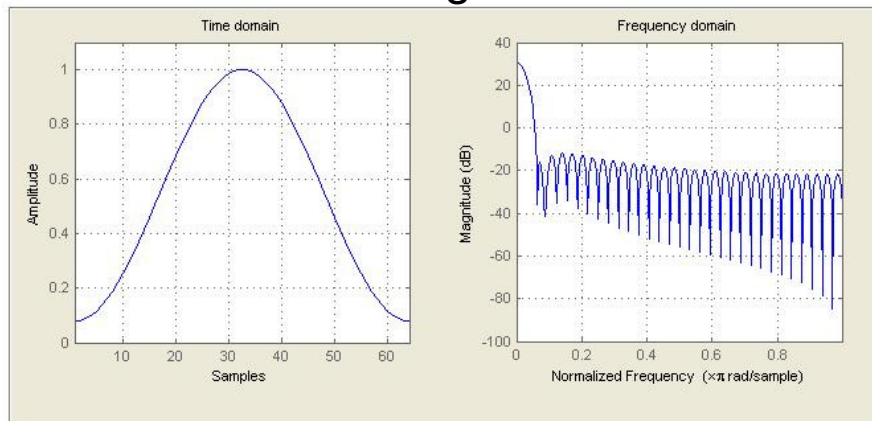 Time domain
Amplitude
1
0.8
0.6
0.4
0.2
0
10 20 30 40 50 60
Samples
Frequency domain
Magnitude (dB)
40
20
0
-20
-40
-60
-80
-100
0 0.2 0.4 0.6 0.8
Normalized Frequency (×π rad/sample)